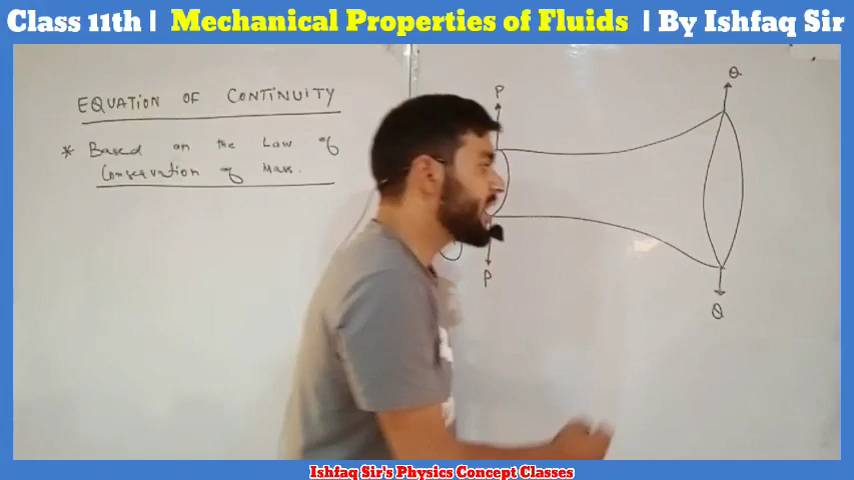 Class 11th | Mechanical Properties of Fluids | By Ishfaq Sir
EQUATION OF CONTINUITY
* Based on the Law of
Conservation of Mass.
P
Q
P
Q
Ishfaq Sir's Physics Concept Classes